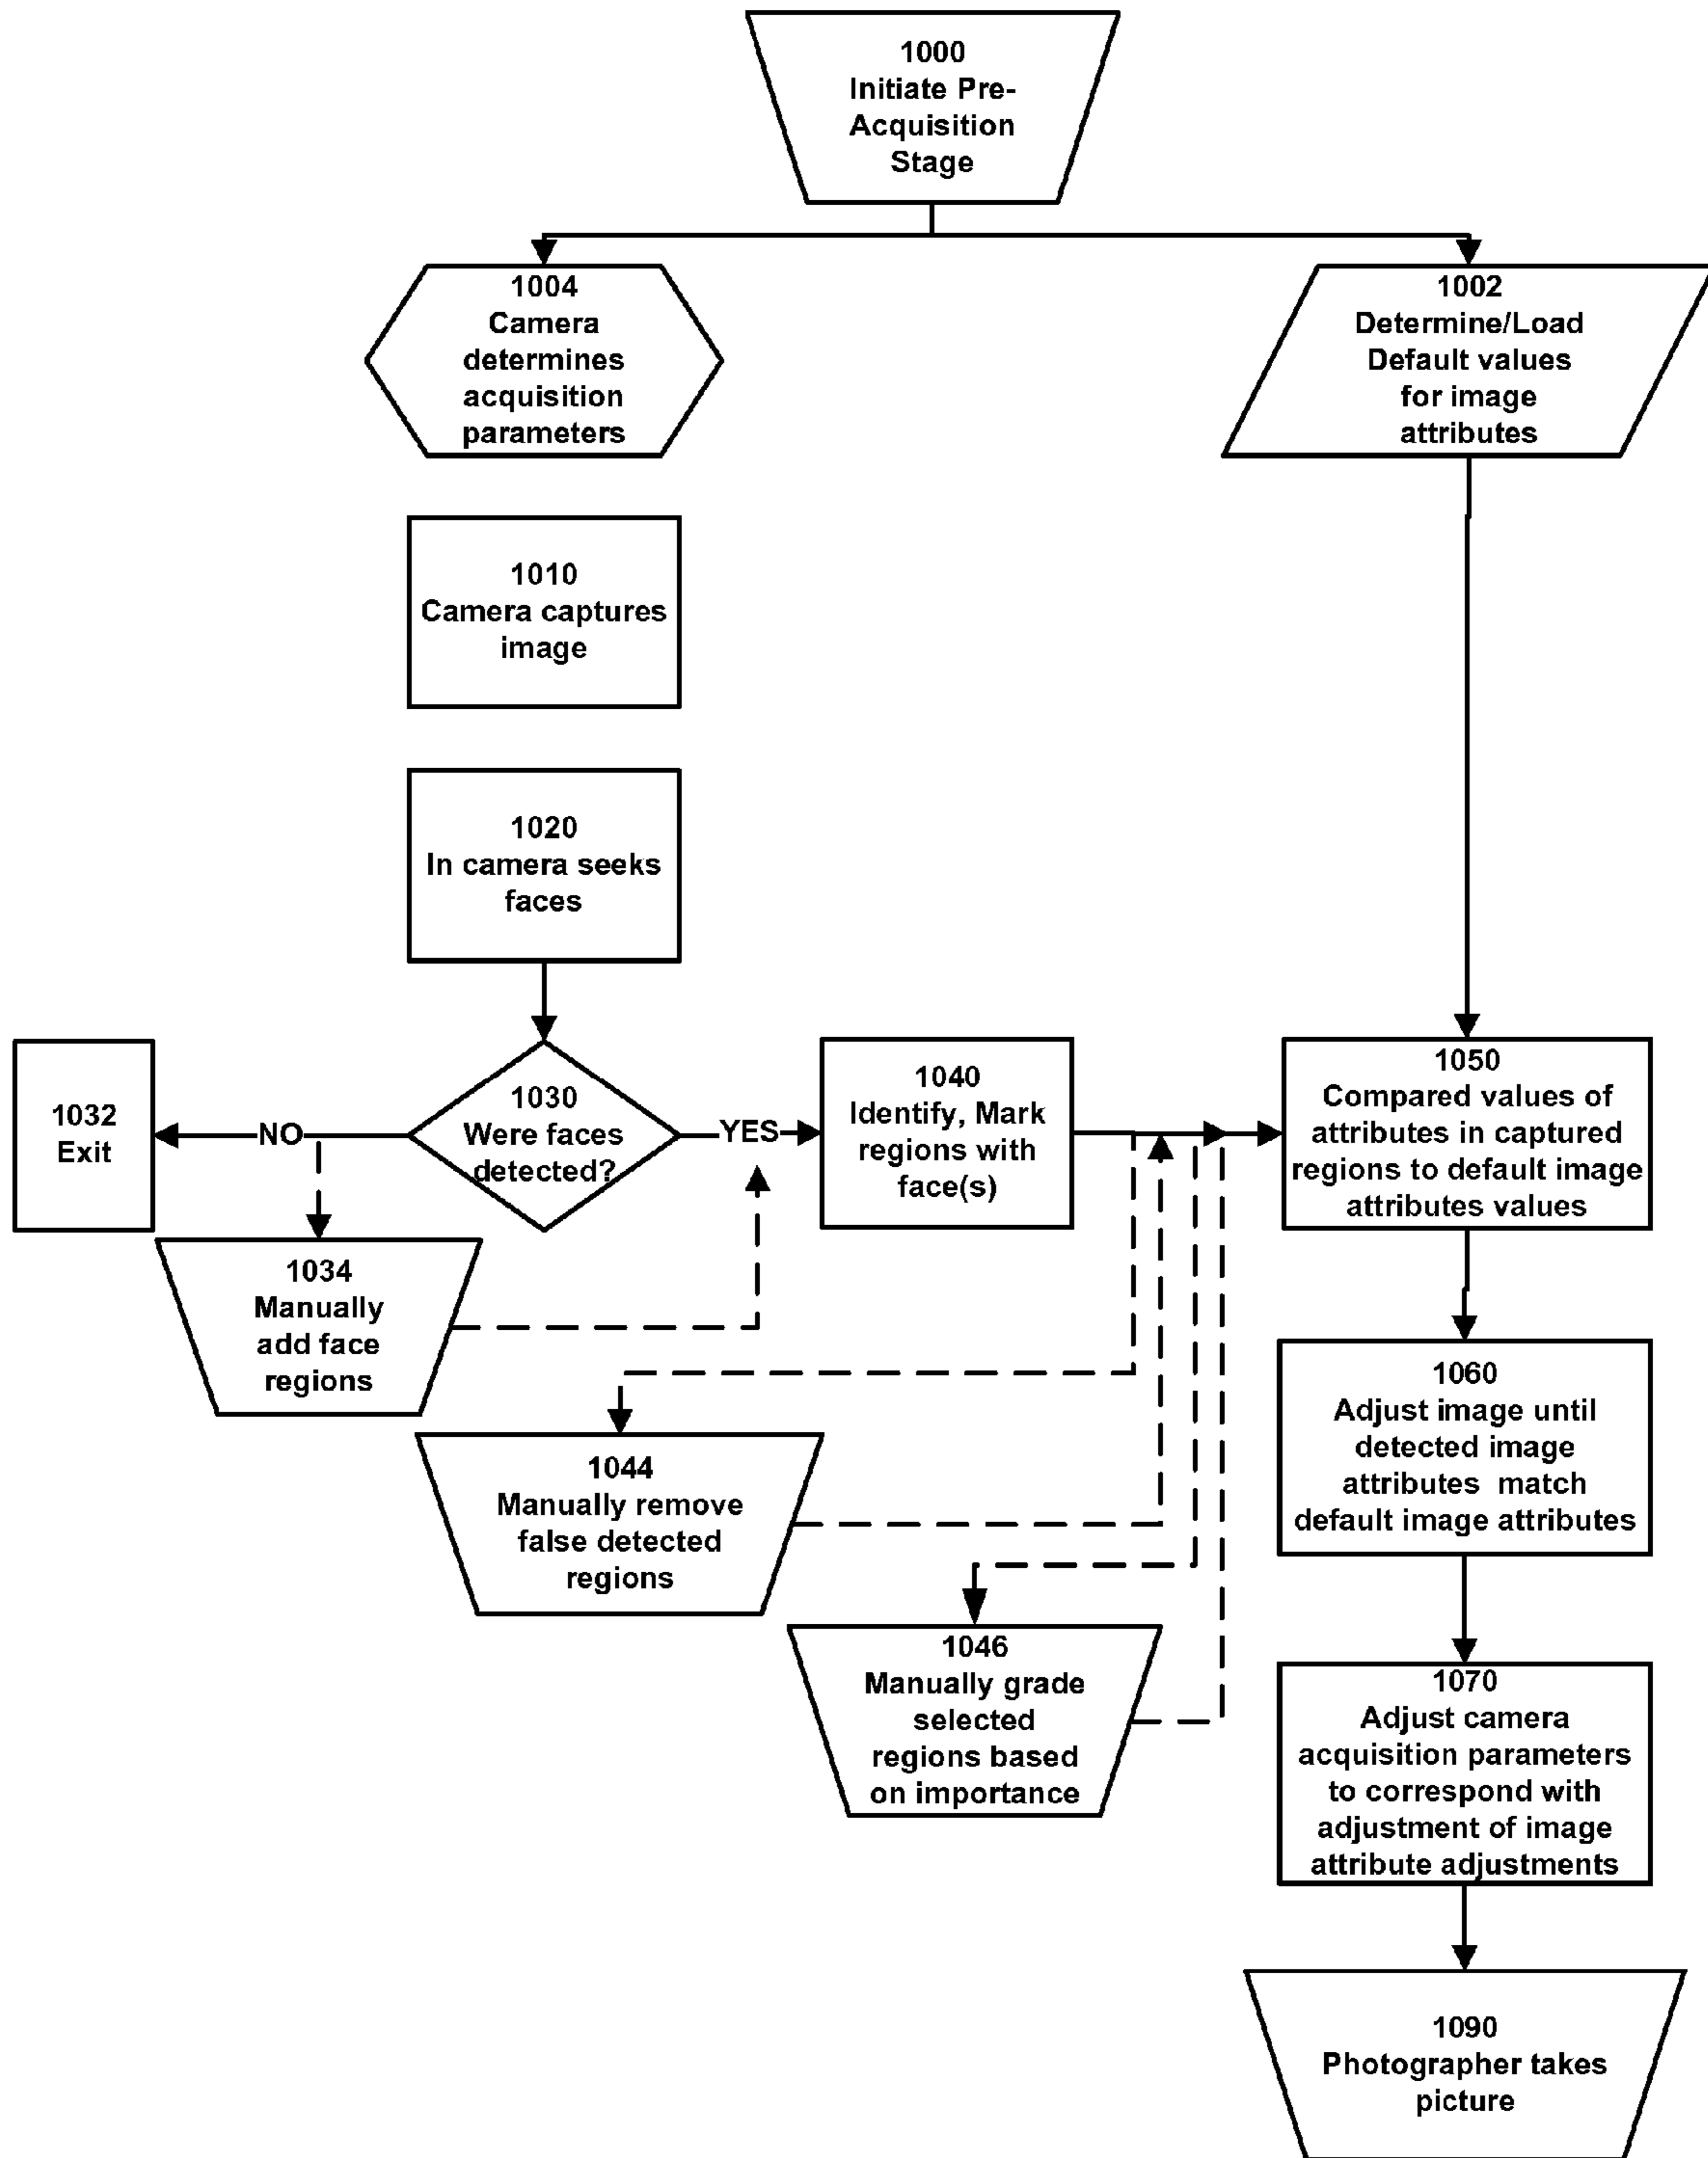 1000
Initiate Pre-
Acquisition
Stage
1004
Camera
determines
acquisition
parameters
1002
Determine/Load
Default values
for image
attributes
1010
Camera captures
image
1020
In camera seeks
faces
1032
Exit
NO
1030
Were faces
detected?
YES
1040
Identify, Mark
regions with
face(s)
1050
Compared values of
attributes in captured
regions to default image
attributes values
1034
Manually
add face
regions
1044
Manually remove
false detected
regions
1060
Adjust image until
detected image
attributes match
default image attributes
1046
Manually grade
selected
regions based
on importance
1070
Adjust camera
acquisition parameters
to correspond with
adjustment of image
attribute adjustments
1090
Photographer takes
picture